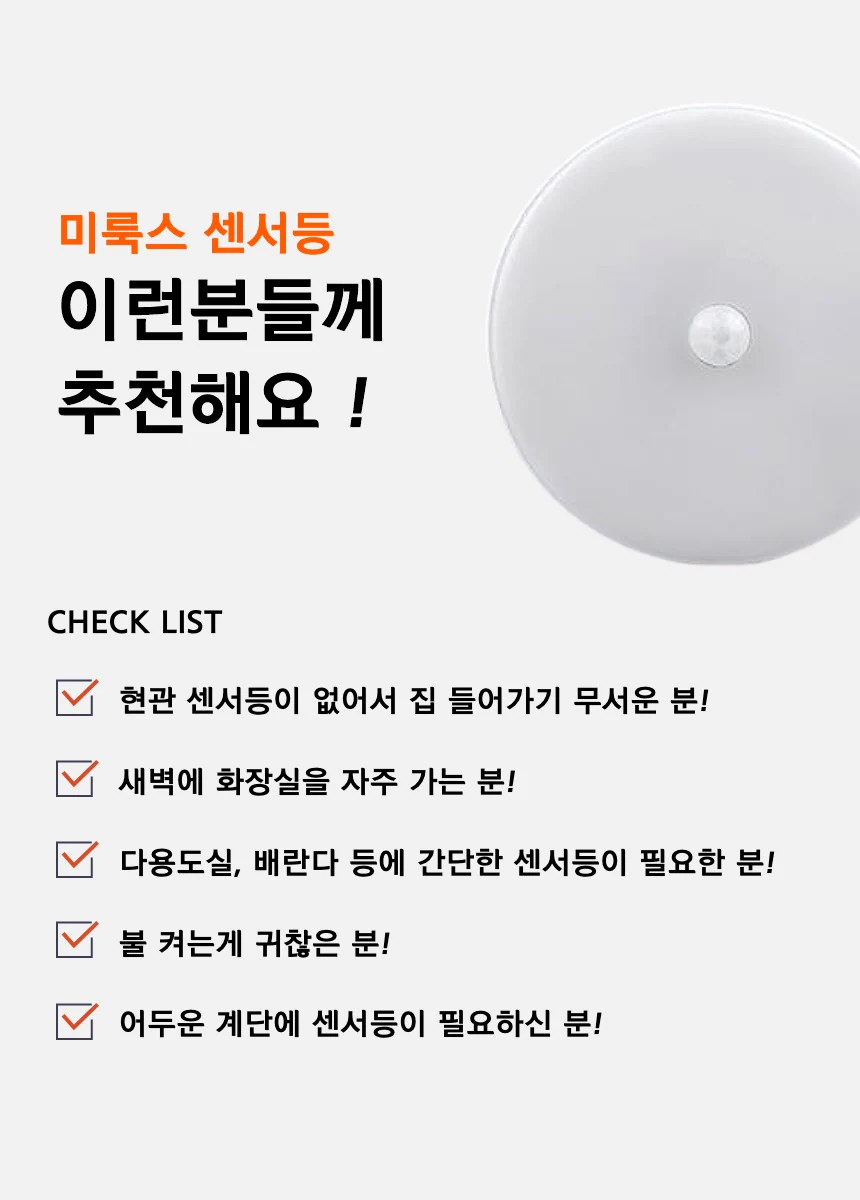 미룩스 센서등
이런분들께
추천해요 !
CHECK LIST
현관 센서등이 없어서 집 들어가기 무서운 분!
새벽에 화장실을 자주 가는 분!
다용도실, 배란다 등에 간단한 센서등이 필요한 분!
불 켜는게 귀찮은 분!
어두운 계단에 센서등이 필요하신 분!